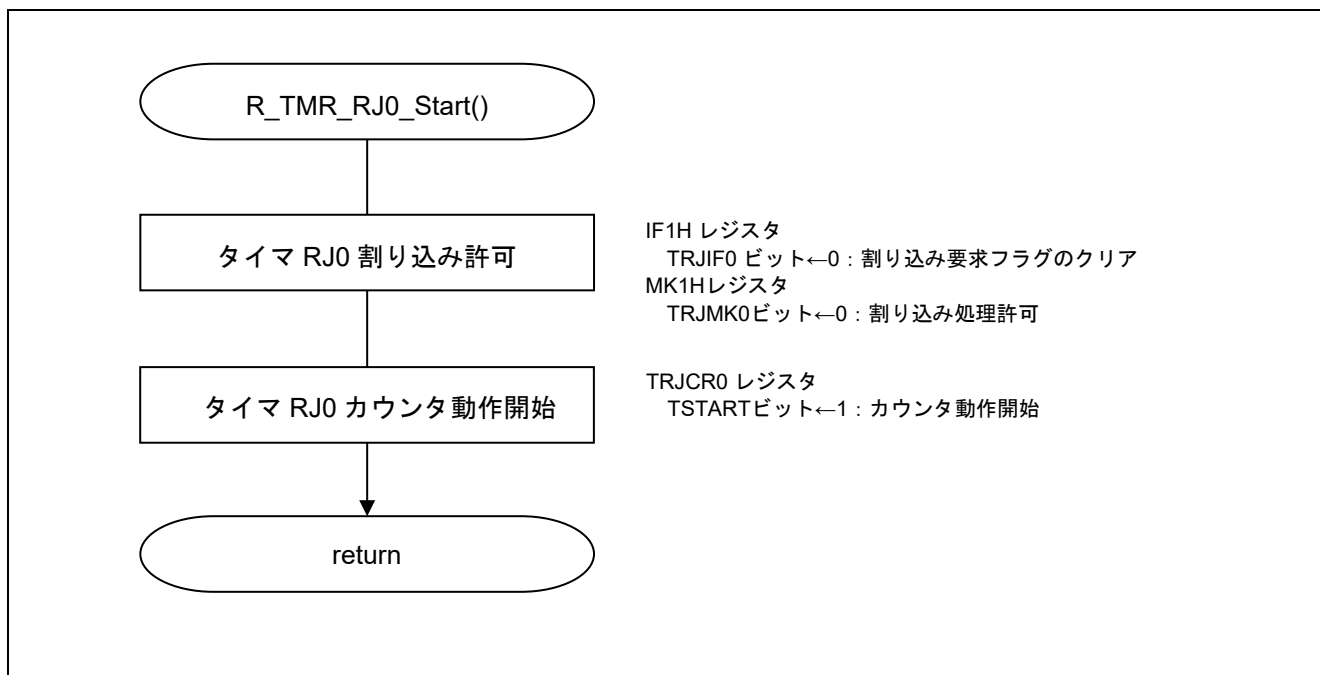 R_TMR_RJ0_Start()
タイマ RJ0 割り込み許可
IF1H レジスタ
TRJIF0 ビット←0：割り込み要求フラグのクリア
MK1Hレジスタ
TRJMK0ビット←0：割り込み処理許可
タイマ RJ0 カウンタ動作開始
TRJCR0 レジスタ
TSTARTビット←1：カウンタ動作開始
return